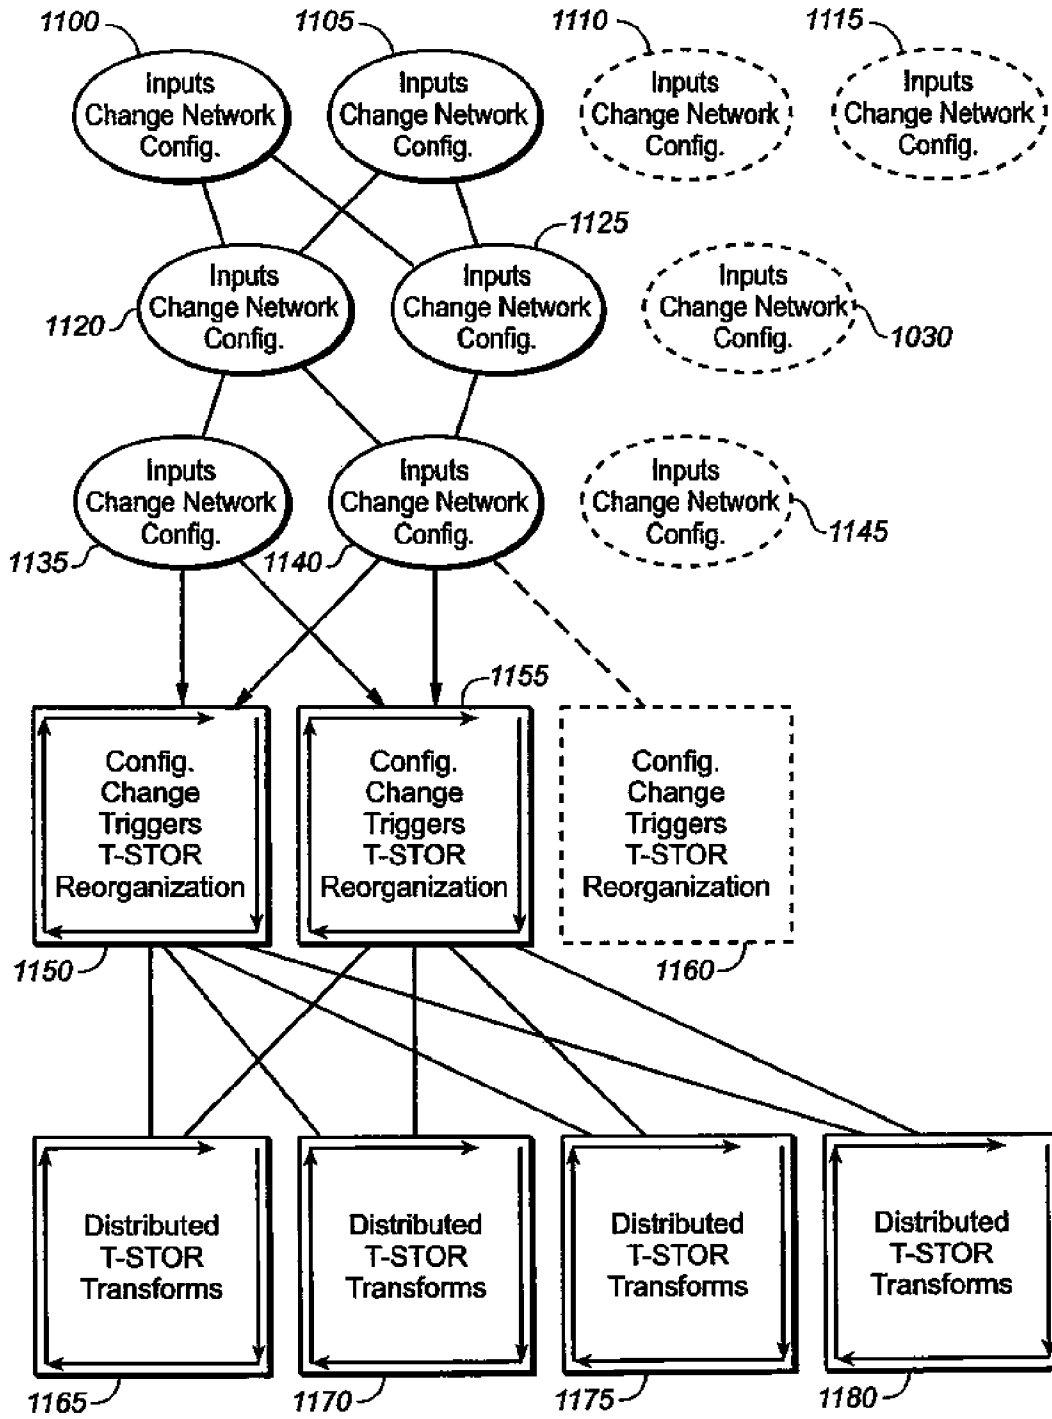 1100
1105
1110
1115
Inputs
Change Network
Config.
Inputs
Change Network
Config.
Inputs
Change Network
Config.
Inputs
Change Network
Config.
1125
Inputs
Change Network
Config.
Inputs
Change Network
Config.
Inputs
Change Network
Config.
1120
1030
Inputs
Change Network
Config.
Inputs
Change Network
Config.
Inputs
Change Network
Config.
1135
1140
1145
1155
Config.
Change
Triggers
T-STOR
Reorganization
Config.
Change
Triggers
T-STOR
Reorganization
Config.
Change
Triggers
T-STOR
Reorganization
1150
1160
Distributed
T-STOR
Transforms
Distributed
T-STOR
Transforms
Distributed
T-STOR
Transforms
Distributed
T-STOR
Transforms
1165
1170
1175
1180